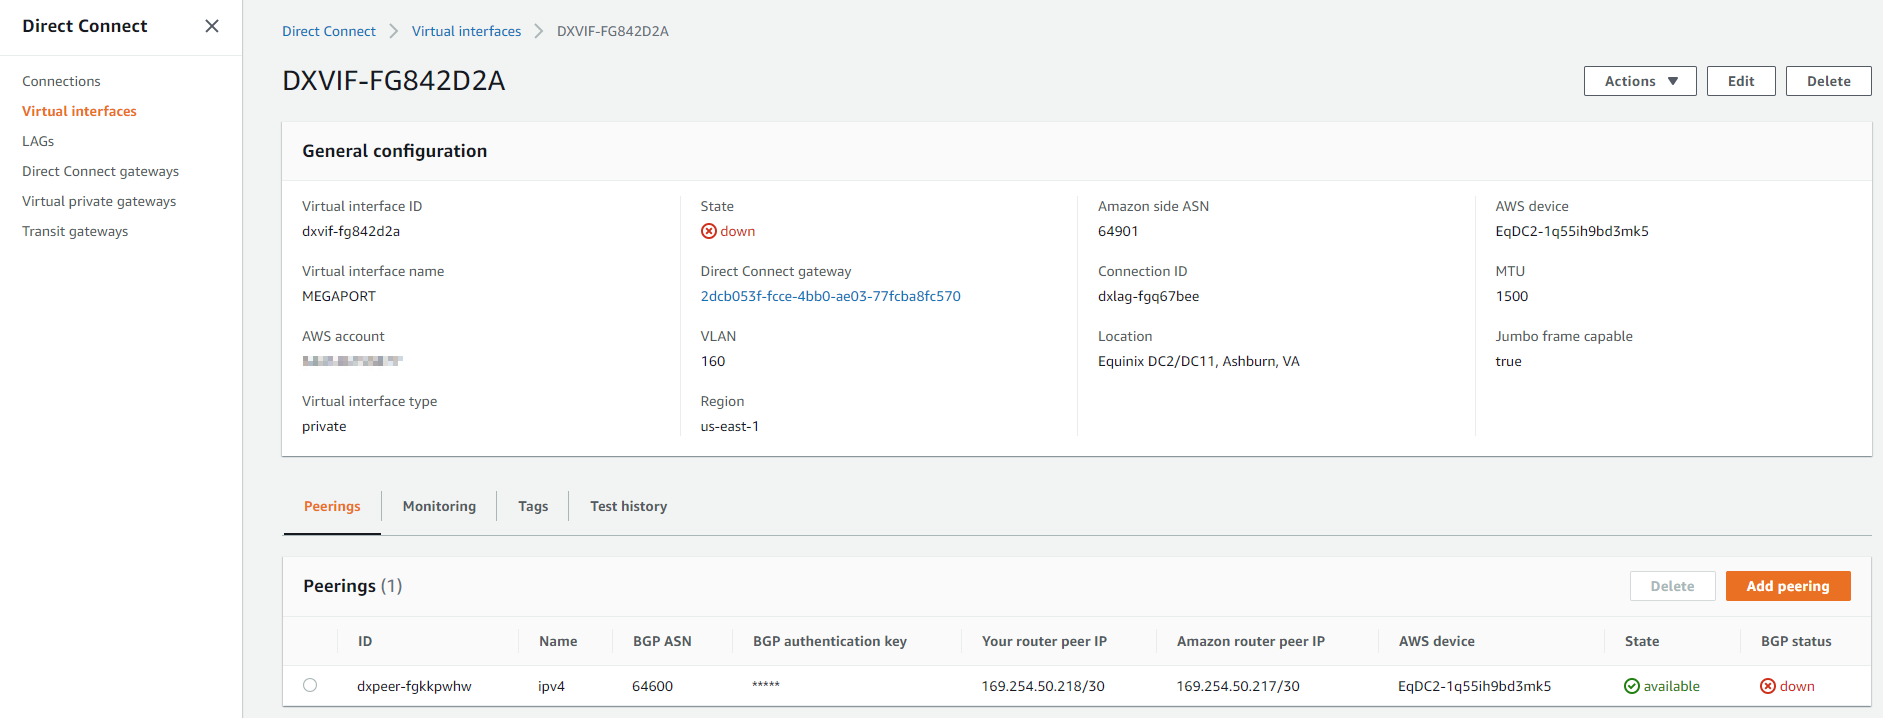 Direct Connect
Connections
Virtual interfaces
LAGs
Direct Connect gateways
Virtual private gateways
Transit gateways
Direct Connect > Virtual interfaces > DXVIF-FG842D2A
DXVIF-FG842D2A
Actions Edit Delete
General configuration
Virtual interface ID
dxvif-fg842d2a
Virtual interface name
MEGAPORT
AWS account
Virtual interface type
private
State
down
Direct Connect gateway
2dcb053f-fcce-4bb0-ae03-77fcba8fc570
VLAN
160
Region
us-east-1
Amazon side ASN
64901
Connection ID
dxlag-fgq67bee
Location
Equinix DC2/DC11, Ashburn, VA
AWS device
EqDC2-1q55ih9bd3mk5
MTU
1500
Jumbo frame capable
true
Peerings Monitoring Tags Test history
Peerings (1) Delete Add peering
ID Name BGP ASN BGP authentication key Your router peer IP Amazon router peer IP AWS device State BGP status
dxpeer-fgkkpwhw ipv4 64600 ***** 169.254.50.218/30 169.254.50.217/30 EqDC2-1q55ih9bd3mk5 available down